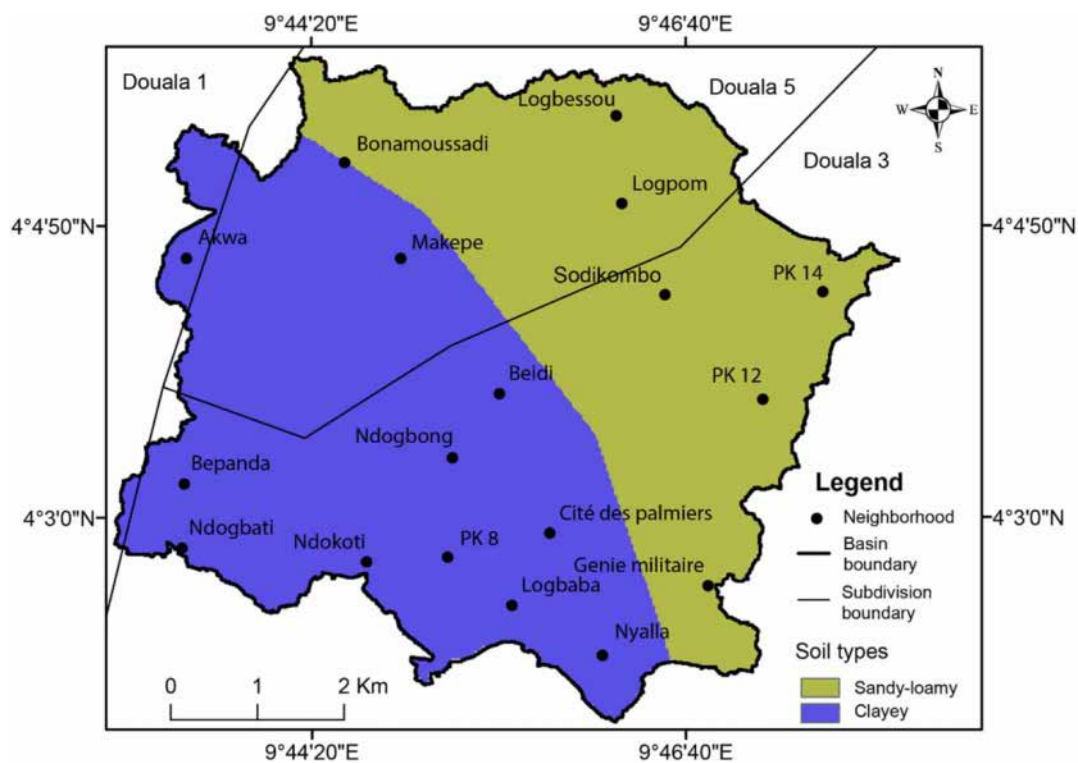 9°44'20"E
9°46'40"E
Douala 1
Douala 5
N
W
E
S
Logbessou
Bonamoussadi
Douala 3
Logpom
4°4'50"N
4°4'50"N
Akwa
Makepe
Sodikombo
PK 14
Beidi
PK 12
Ndogbong
Bepanda
Legend
Neighborhood
Basin
boundary
Subdivision
boundary
Soil types
Sandy-loamy
Clayey
4°3'0"N
4°3'0"N
Cité des palmiers
Ndogbati
Ndokoti
PK 8
Genie militaire
Logbaba
Nyalla
0 1 2 Km
9°44'20"E
9°46'40"E